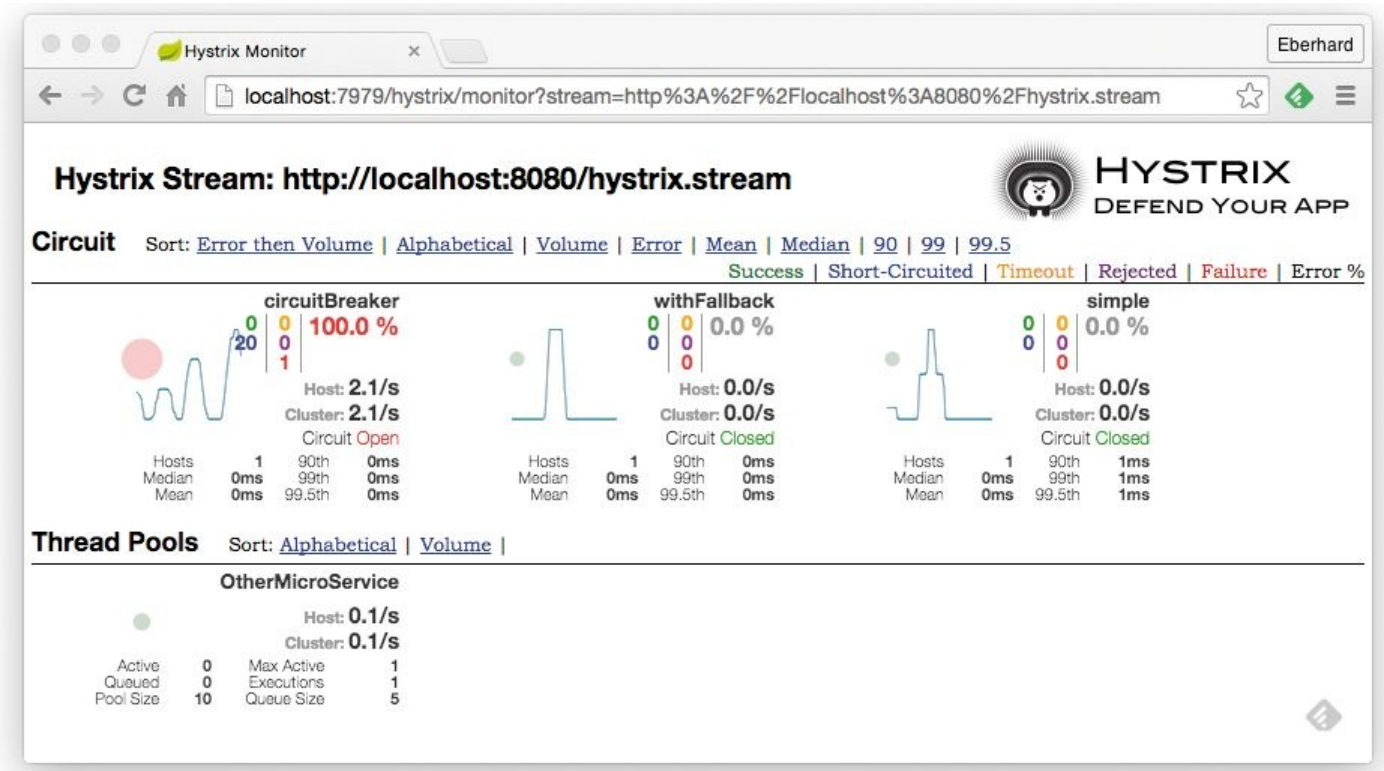 Hystrix Monitor
Eberhard
localhost:7979/hystrix/monitor?stream=http%3A%2F%2Flocalhost%3A8080%2Fhystrix.stream
Hystrix Stream: http://localhost:8080/hystrix.stream
HYSTRIX
DEFEND YOUR APP
Circuit Sort: Error then Volume | Alphabetical | Volume | Error | Mean | Median | 90 | 99 | 99.5
Success | Short-Circuited | Timeout | Rejected | Failure | Error %
circuitBreaker
0 0 100.0 %
20 0
1
Host: 2.1/s
Cluster: 2.1/s
Circuit Open
Hosts 1 90th 0ms
Median 0ms 99th 0ms
Mean 0ms 99.5th 0ms
withFallback
0 0 0.0 %
0 0
0
Host: 0.0/s
Cluster: 0.0/s
Circuit Closed
Hosts 1 90th 0ms
Median 0ms 99th 0ms
Mean 0ms 99.5th 0ms
simple
0 0 0.0 %
0 0
0
Host: 0.0/s
Cluster: 0.0/s
Circuit Closed
Hosts 1 90th 1ms
Median 0ms 99th 1ms
Mean 0ms 99.5th 1ms
Thread Pools Sort: Alphabetical | Volume |
OtherMicroService
Host: 0.1/s
Cluster: 0.1/s
Active 0 Max Active 1
Queued 0 Executions 1
Pool Size 10 Queue Size 5